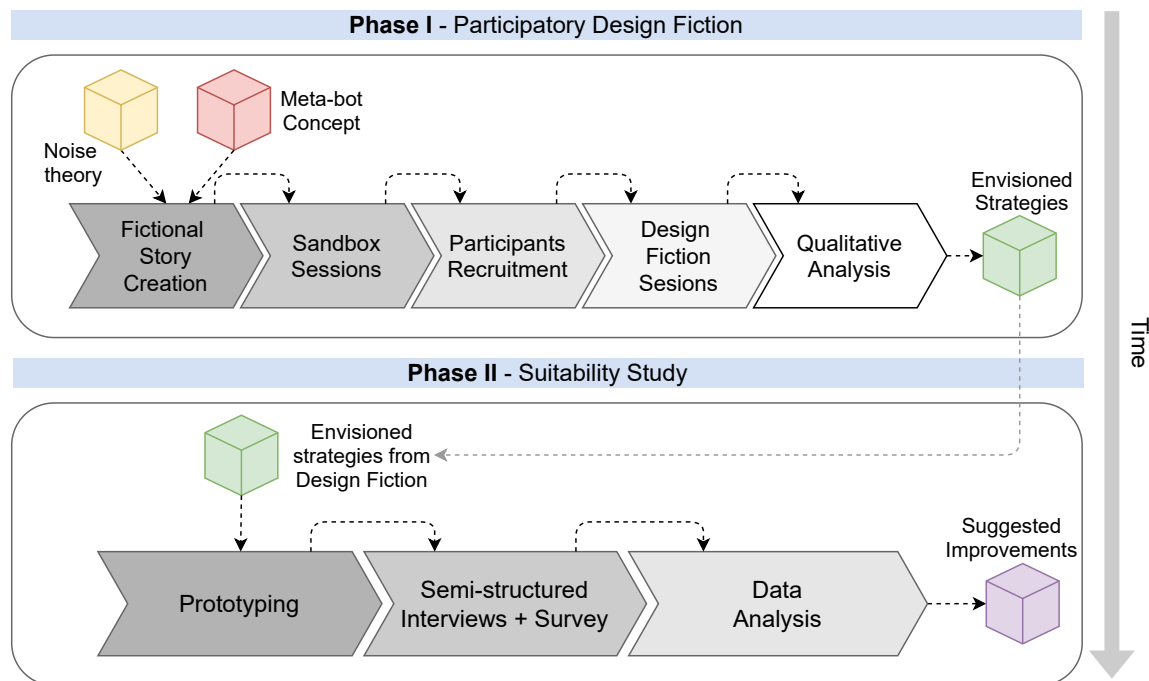 Phase I - Participatory Design Fiction
Meta-bot
Concept
Noise
theory
Fictional
Story
Creation
Sandbox
Sessions
Participants
Recruitment
Design
Fiction
Sesions
Qualitative
Analysis
Envisioned
Strategies
Time
Phase II - Suitability Study
Envisioned
strategies from
Design Fiction
Prototyping
Semi-structured
Interviews + Survey
Data
Analysis
Suggested
Improvements